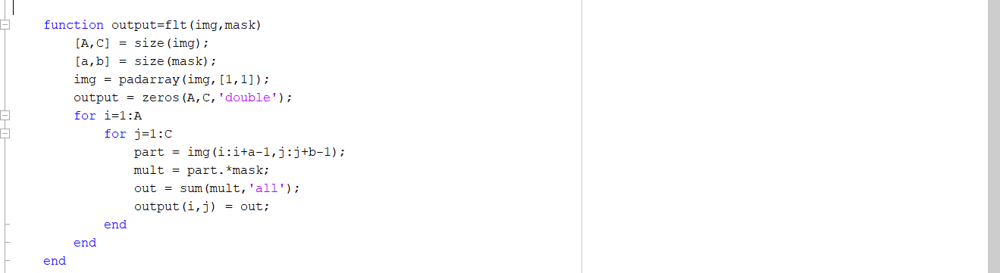 function output=flt(img,mask)
[A,C] = size(img);
[a,b] = size(mask);
img = padarray(img,[1,1]);
output = zeros(A,C,'double');
for i=1:A
for j=1:C
part = img(i:i+a-1,j:j+b-1);
mult = part.*mask;
out = sum(mult,'all');
output(i,j) = out;
end
end
end